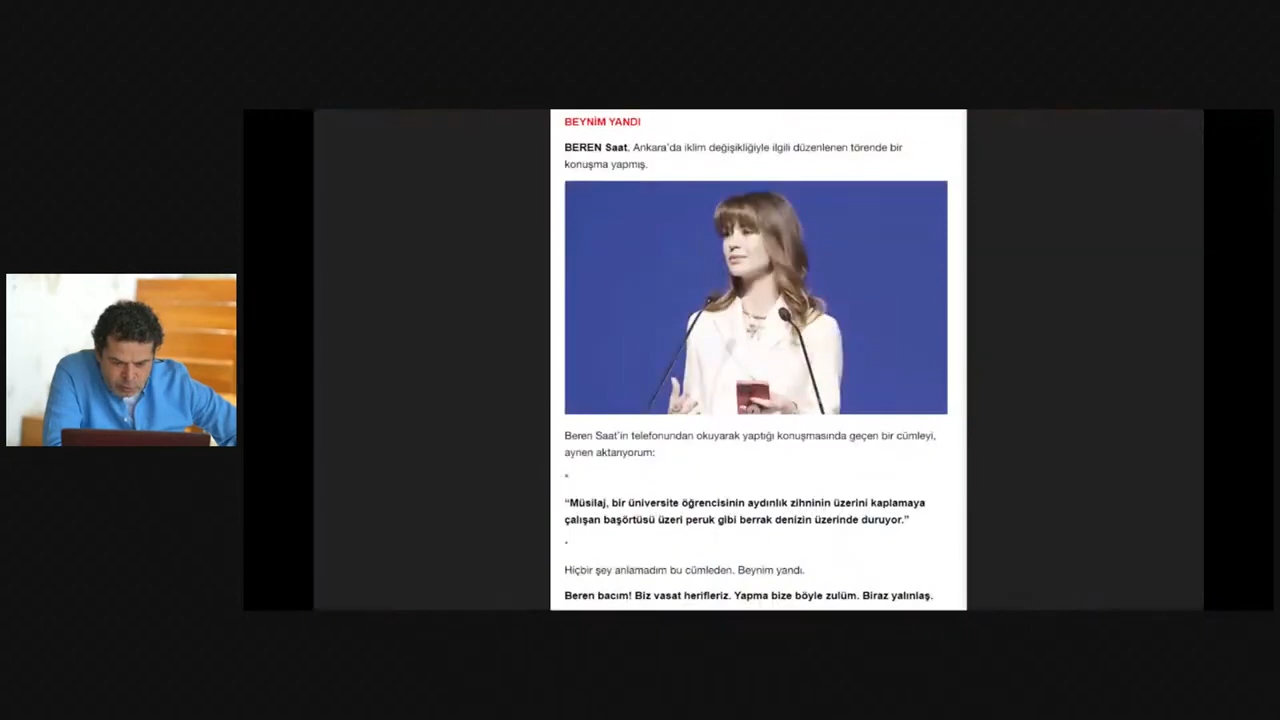 BEYNİM YANDI
BEREN Saat, Ankara'da iklim değişikliğiyle ilgili düzenlenen törende bir
konuşma yapmış.
Beren Saat'in telefonundan okuyarak yaptığı konuşmasında geçen bir cümleyi,
aynen aktarıyorum:
*
“Müsilaj, bir üniversite öğrencisinin aydınlık zihninin üzerini kaplamaya
çalışan başörtüsü üzeri peruk gibi berrak denizin üzerinde duruyor.”
*
Hiçbir şey anlamadım bu cümleden. Beynim yandı.
Beren bacım! Biz vasat herifleriz. Yapma bize böyle zulüm. Biraz yalınlaş.